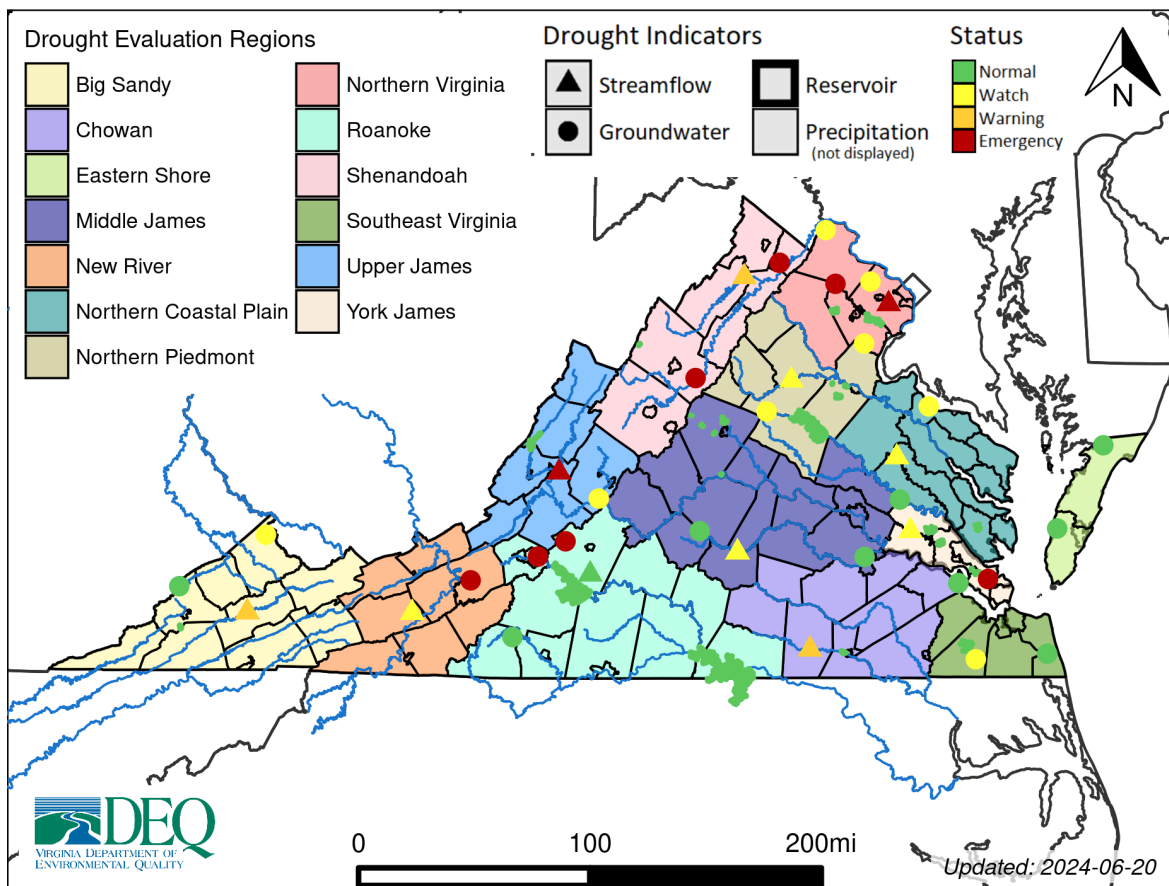 Drought Evaluation Regions
Big Sandy
Chowan
Eastern Shore
Middle James
New River
Northern Coastal Plain
Northern Piedmont
Northern Virginia
Roanoke
Shenandoah
Southeast Virginia
Upper James
York James
Drought Indicators
Streamflow
Groundwater
Reservoir
Precipitation
(not displayed)
Status
Normal
Watch
Warning
Emergency
N
DEQ
VIRGINIA DEPARTMENT OF
ENVIRONMENTAL QUALITY
0 100 200mi
Updated: 2024-06-20